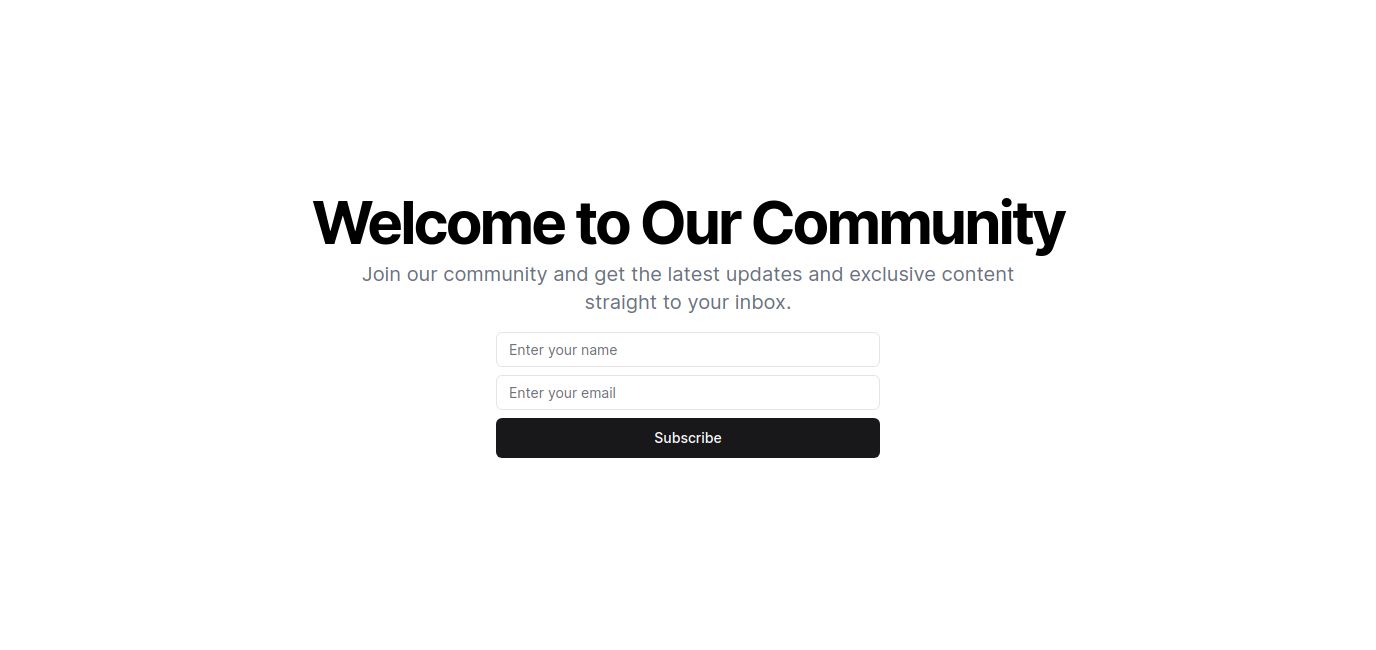 Welcome to Our Community
Join our community and get the latest updates and exclusive content
straight to your inbox.
Enter your name
Enter your email
Subscribe